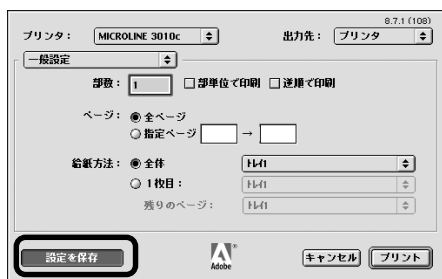 8.7.1 (108)
プリンタ： MICROLINE 3010c 出力先： プリンタ
一般設定
部数： 1 部単位で印刷 逆順で印刷
ページ： 全ページ
指定ページ →
給紙方法： 全体 トレイ1
1枚目： トレイ1
残りのページ： トレイ1
設定を保存 Adobe キャンセル プリント